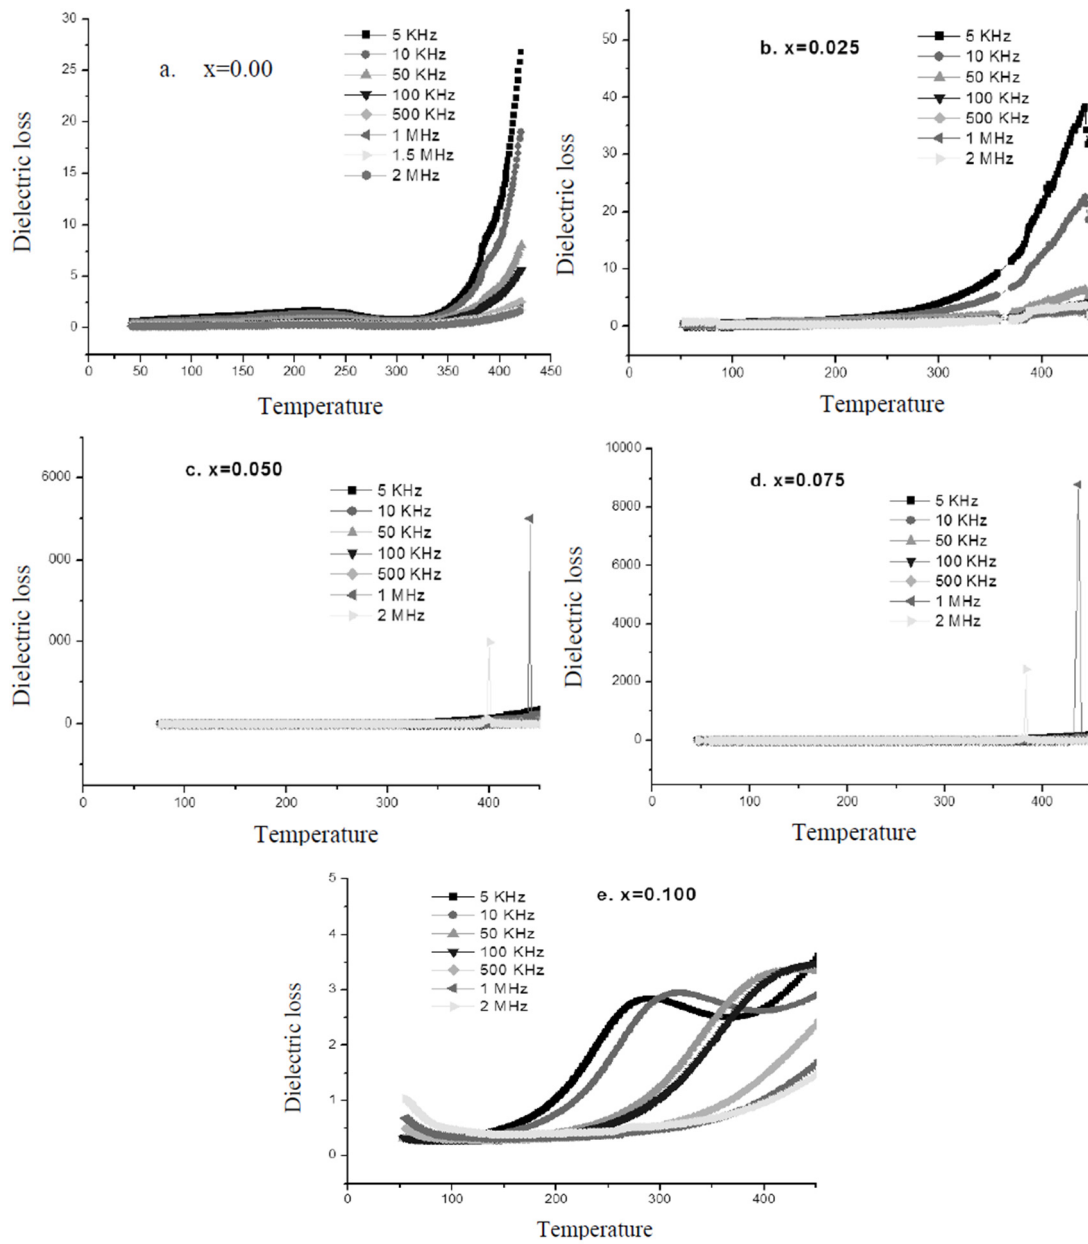 a. x=0.00
5 KHz
10 KHz
50 KHz
100 KHz
500 KHz
1 MHz
1.5 MHz
2 MHz
Dielectric loss
30
25
20
15
10
5
0
0 50 100 150 200 250 300 350 400 450
Temperature
b. x=0.025
5 KHz
10 KHz
50 KHz
100 KHz
500 KHz
1 MHz
2 MHz
Dielectric loss
50
40
30
20
10
0
0 100 200 300 400
Temperature
c. x=0.050
5 KHz
10 KHz
50 KHz
100 KHz
500 KHz
1 MHz
2 MHz
Dielectric loss
6000
000
000
0
0 100 200 300 400
Temperature
d. x=0.075
5 KHz
10 KHz
50 KHz
100 KHz
500 KHz
1 MHz
2 MHz
Dielectric loss
10000
8000
6000
4000
2000
0
0 100 200 300 400
Temperature
e. x=0.100
5 KHz
10 KHz
50 KHz
100 KHz
500 KHz
1 MHz
2 MHz
Dielectric loss
5
4
3
2
1
0
0 100 200 300 400
Temperature